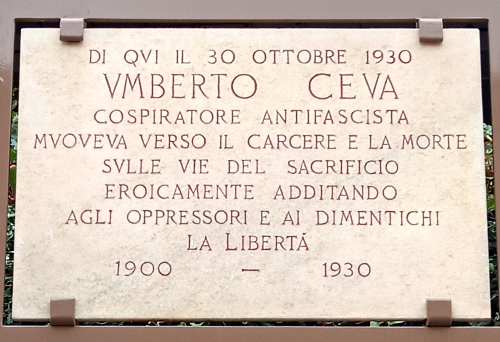 DI QVI IL 30 OTTOBRE 1930
VMBERTO CEVA
COSPIRATORE ANTIFASCISTA
MVOVEVA VERSO IL CARCERE E LA MORTE
SVLLE VIE DEL SACRIFICIO
EROICAMENTE ADDITANDO
AGLI OPPRESSORI E AI DIMENTICHI
LA LIBERTÁ
1900 — 1930